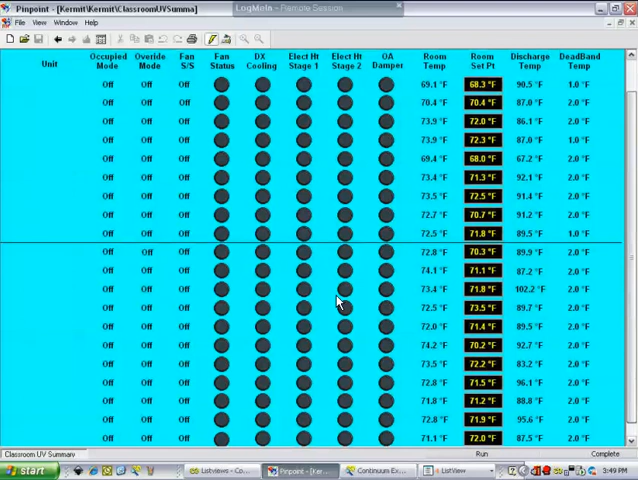 Pinpoint - [Kermit\Kermit\ClassroomUVSumma]
LogMeIn - Remote Session
File View Window Help
Unit Occupied Mode Overide Mode Fan S/S Fan Status DX Cooling Elect Ht Stage 1 Elect Ht Stage 2 OA Damper Room Temp Room Set Pt Discharge Temp DeadBand Temp
Off Off Off 69.1 °F 68.3 °F 90.5 °F 1.0 °F
Off Off Off 70.4 °F 70.4 °F 87.0 °F 2.0 °F
Off Off Off 73.9 °F 72.0 °F 86.1 °F 2.0 °F
Off Off Off 73.9 °F 72.3 °F 87.0 °F 1.0 °F
Off Off Off 69.4 °F 68.0 °F 67.2 °F 2.0 °F
Off Off Off 73.4 °F 71.3 °F 92.1 °F 2.0 °F
Off Off Off 73.5 °F 72.5 °F 91.4 °F 2.0 °F
Off Off Off 72.7 °F 70.7 °F 91.2 °F 2.0 °F
Off Off Off 72.5 °F 71.8 °F 89.5 °F 1.0 °F
Off Off Off 72.8 °F 70.3 °F 89.9 °F 2.0 °F
Off Off Off 74.1 °F 71.1 °F 87.2 °F 2.0 °F
Off Off Off 73.4 °F 71.8 °F 102.2 °F 2.0 °F
Off Off Off 72.5 °F 73.5 °F 89.7 °F 2.0 °F
Off Off Off 72.0 °F 71.4 °F 89.5 °F 2.0 °F
Off Off Off 74.2 °F 70.2 °F 92.7 °F 2.0 °F
Off Off Off 73.5 °F 72.2 °F 83.2 °F 2.0 °F
Off Off Off 72.8 °F 71.5 °F 96.1 °F 2.0 °F
Off Off Off 71.8 °F 71.2 °F 88.8 °F 2.0 °F
Off Off Off 72.8 °F 71.9 °F 95.6 °F 2.0 °F
Off Off Off 71.1 °F 72.0 °F 87.5 °F 2.0 °F
Classroom UV Summary Run Complete
start Listviews - Co... Pinpoint - [Ker... Continuum Ex... ListView 3:49 PM